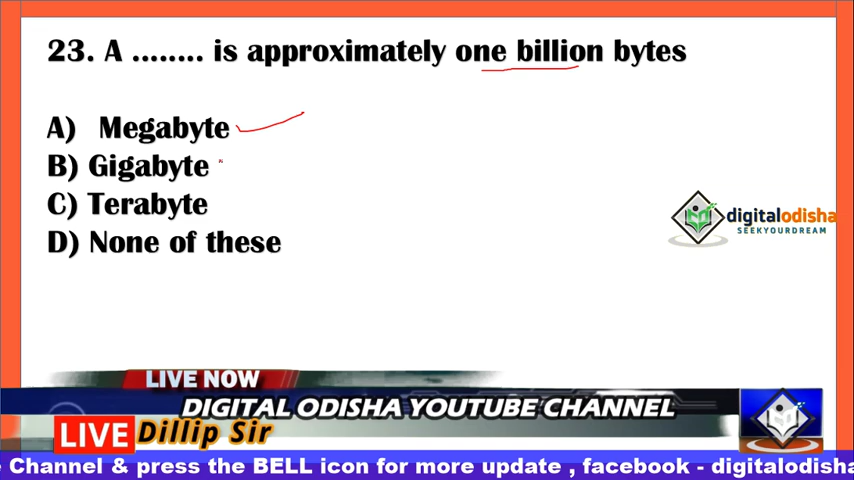 23. A ........ is approximately one billion bytes
A) Megabyte
B) Gigabyte
C) Terabyte
D) None of these
digitalodisha
SEEKYOURDREAM
LIVE NOW
DIGITAL ODISHA YOUTUBE CHANNEL
LIVE Dillip Sir
Channel & press the BELL icon for more update , facebook - digitalodisha